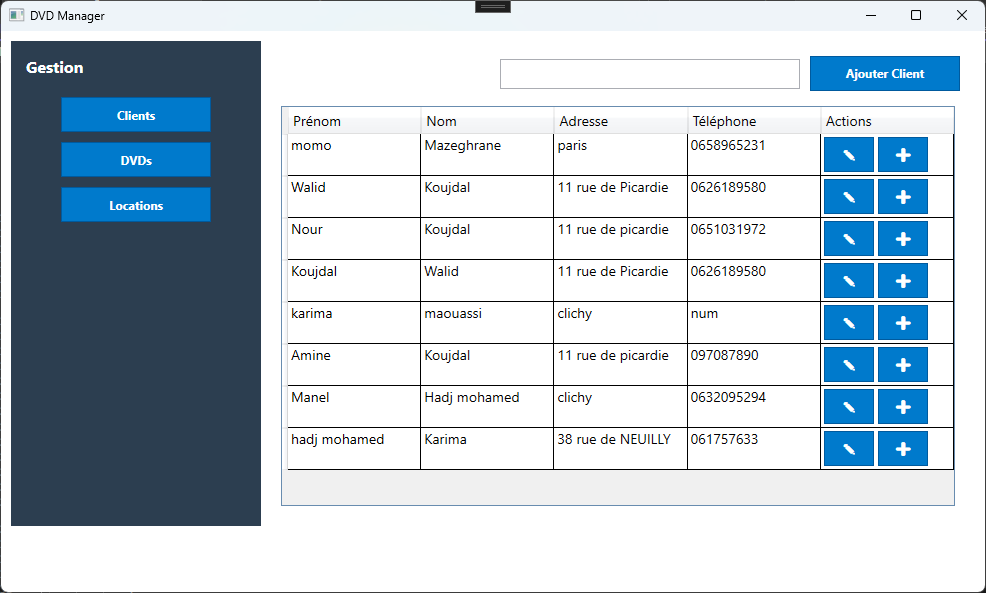 DVD Manager
Gestion
Clients
DVDs
Locations
Ajouter Client
Prénom Nom Adresse Téléphone Actions
momo Mazeghrane paris 0658965231
Walid Koujdal 11 rue de Picardie 0626189580
Nour Koujdal 11 rue de picardie 0651031972
Koujdal Walid 11 rue de Picardie 0626189580
karima maouassi clichy num
Amine Koujdal 11 rue de picardie 097087890
Manel Hadj mohamed clichy 0632095294
hadj mohamed Karima 38 rue de NEUILLY 061757633